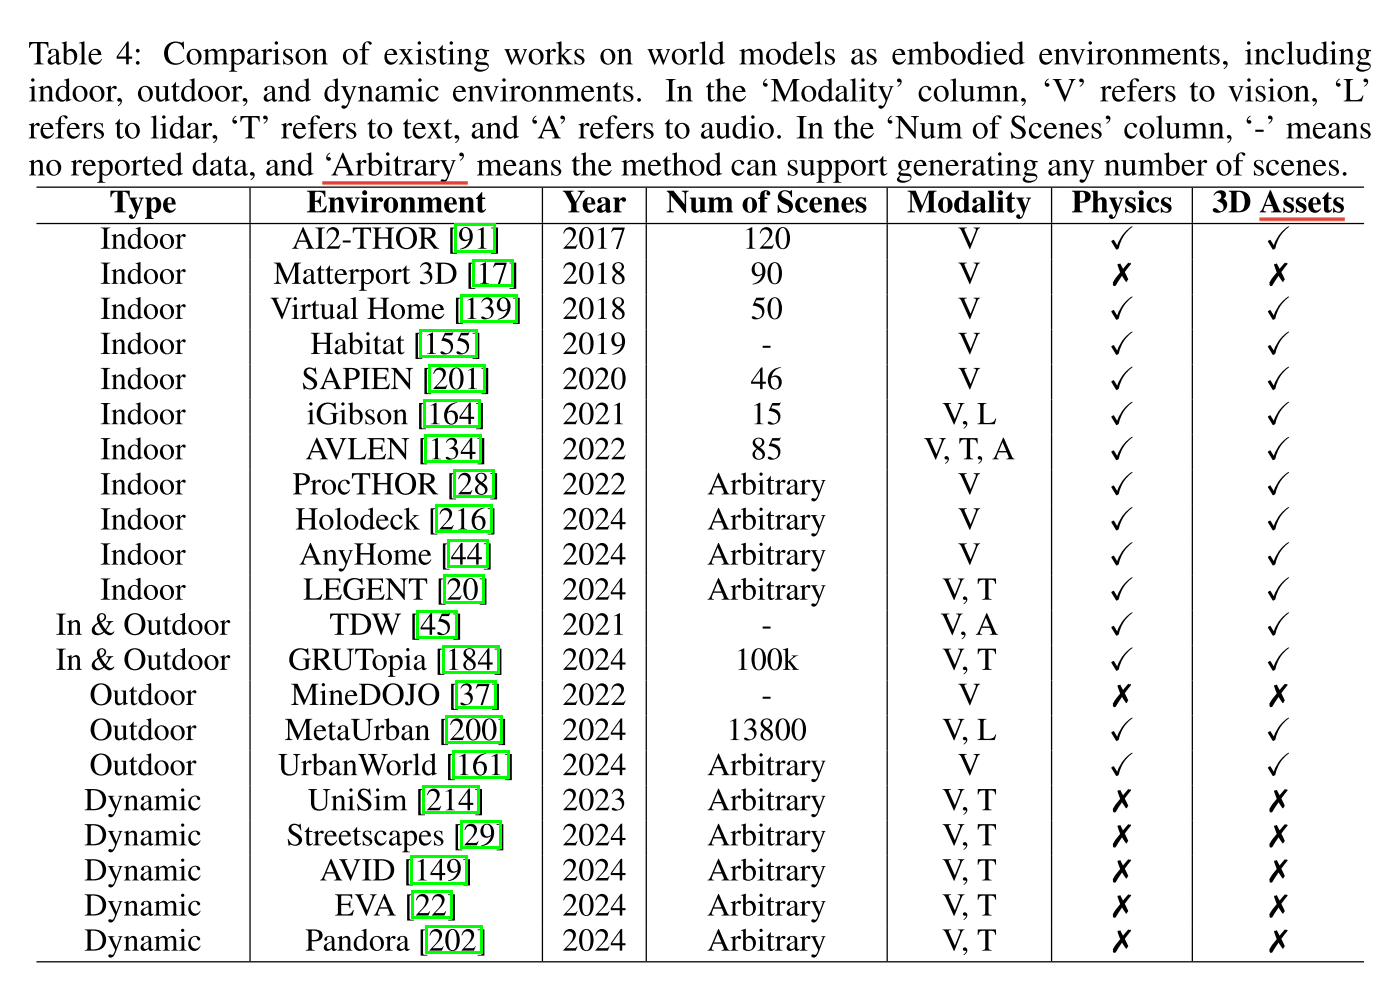 Table 4: Comparison of existing works on world models as embodied environments, including
indoor, outdoor, and dynamic environments. In the ‘Modality’ column, ‘V’ refers to vision, ‘L’
refers to lidar, ‘T’ refers to text, and ‘A’ refers to audio. In the ‘Num of Scenes’ column, ‘-’ means
no reported data, and ‘Arbitrary’ means the method can support generating any number of scenes.
Type Environment Year Num of Scenes Modality Physics 3D Assets
Indoor AI2-THOR [91] 2017 120 V ✓ ✓
Indoor Matterport 3D [17] 2018 90 V ✗ ✗
Indoor Virtual Home [139] 2018 50 V ✓ ✓
Indoor Habitat [155] 2019 - V ✓ ✓
Indoor SAPIEN [201] 2020 46 V ✓ ✓
Indoor iGibson [164] 2021 15 V, L ✓ ✓
Indoor AVLEN [134] 2022 85 V, T, A ✓ ✓
Indoor ProcTHOR [28] 2022 Arbitrary V ✓ ✓
Indoor Holodeck [216] 2024 Arbitrary V ✓ ✓
Indoor AnyHome [44] 2024 Arbitrary V ✓ ✓
Indoor LEGENT [20] 2024 Arbitrary V, T ✓ ✓
In & Outdoor TDW [45] 2021 - V, A ✓ ✓
In & Outdoor GRUTopia [184] 2024 100k V, T ✓ ✓
Outdoor MineDOJO [37] 2022 - V ✗ ✗
Outdoor MetaUrban [200] 2024 13800 V, L ✓ ✓
Outdoor UrbanWorld [161] 2024 Arbitrary V ✓ ✓
Dynamic UniSim [214] 2023 Arbitrary V, T ✗ ✗
Dynamic Streetscapes [29] 2024 Arbitrary V, T ✗ ✗
Dynamic AVID [149] 2024 Arbitrary V, T ✗ ✗
Dynamic EVA [22] 2024 Arbitrary V, T ✗ ✗
Dynamic Pandora [202] 2024 Arbitrary V, T ✗ ✗